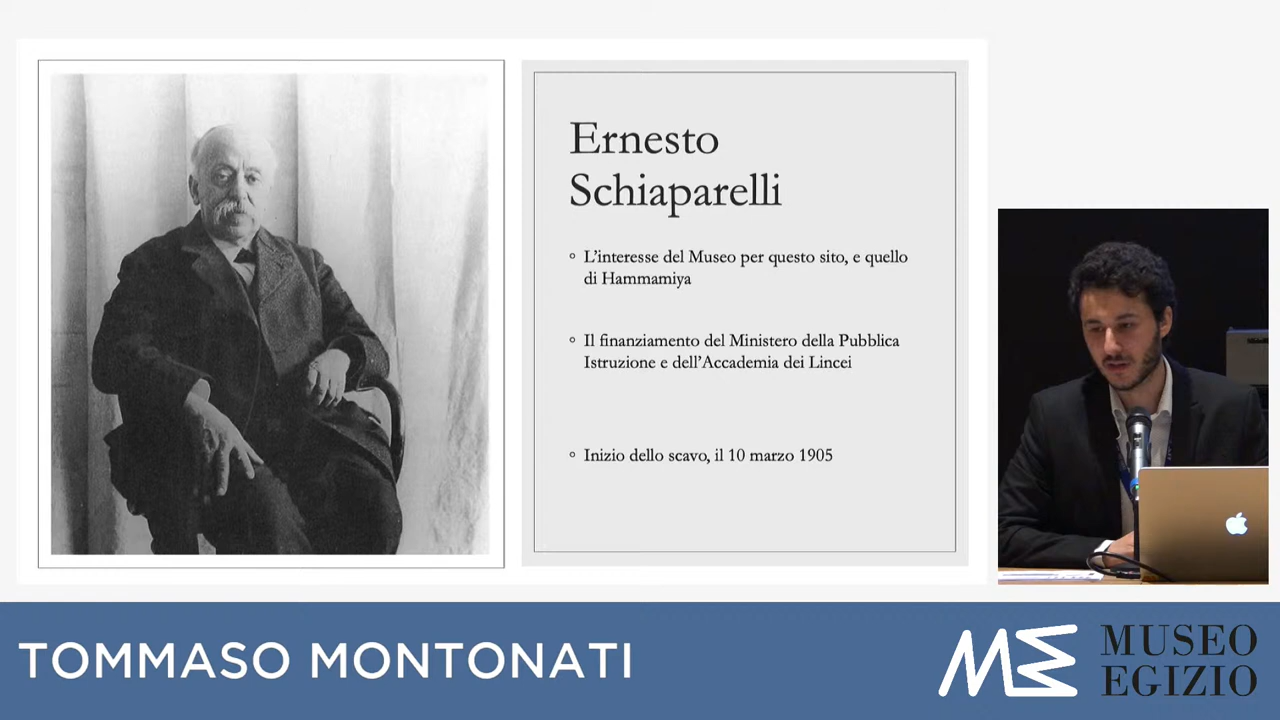 Ernesto
Schiaparelli
◦ L'interesse del Museo per questo sito, e quello
di Hammamiya
◦ Il finanziamento del Ministero della Pubblica
Istruzione e dell'Accademia dei Lincei
◦ Inizio dello scavo, il 10 marzo 1905
TOMMASO MONTONATI
ME MUSEO
EGIZIO